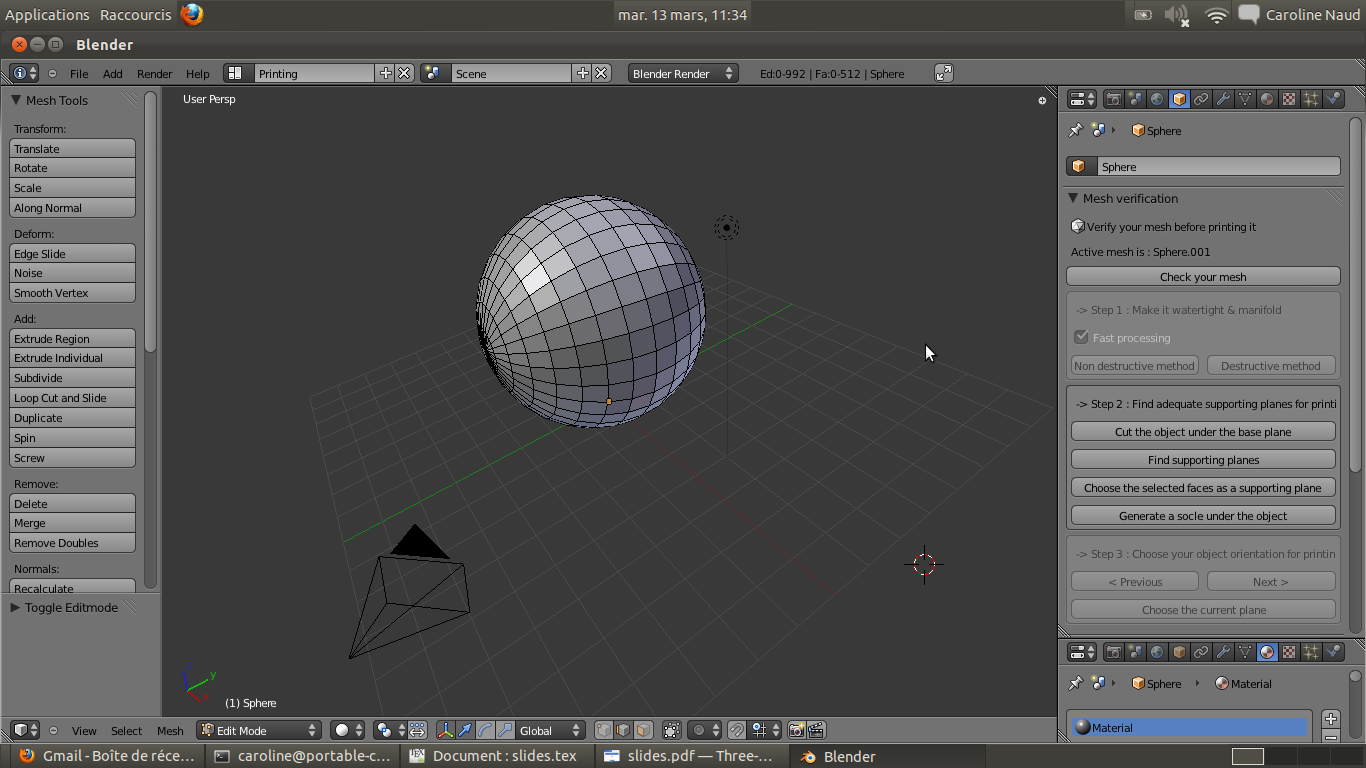 Applications Raccourcis mar. 13 mars, 11:34 Caroline Naud
Blender
File Add Render Help Printing Scene Blender Render Ed:0-992 | Fa:0-512 | Sphere
Mesh Tools
Transform:
Translate
Rotate
Scale
Along Normal
Deform:
Edge Slide
Noise
Smooth Vertex
Add:
Extrude Region
Extrude Individual
Subdivide
Loop Cut and Slide
Duplicate
Spin
Screw
Remove:
Delete
Merge
Remove Doubles
Normals:
Recalculate
Toggle Editmode
User Persp
z
y
x
(1) Sphere
View Select Mesh Edit Mode Global
Sphere
Sphere
Mesh verification
Verify your mesh before printing it
Active mesh is : Sphere.001
Check your mesh
-> Step 1 : Make it watertight & manifold
Fast processing
Non destructive method Destructive method
-> Step 2 : Find adequate supporting planes for printi
Cut the object under the base plane
Find supporting planes
Choose the selected faces as a supporting plane
Generate a socle under the object
-> Step 3 : Choose your object orientation for printin
< Previous Next >
Choose the current plane
Sphere Material
Material
Gmail - Boîte de réce... caroline@portable-c... Document : slides.tex slides.pdf — Three-... Blender